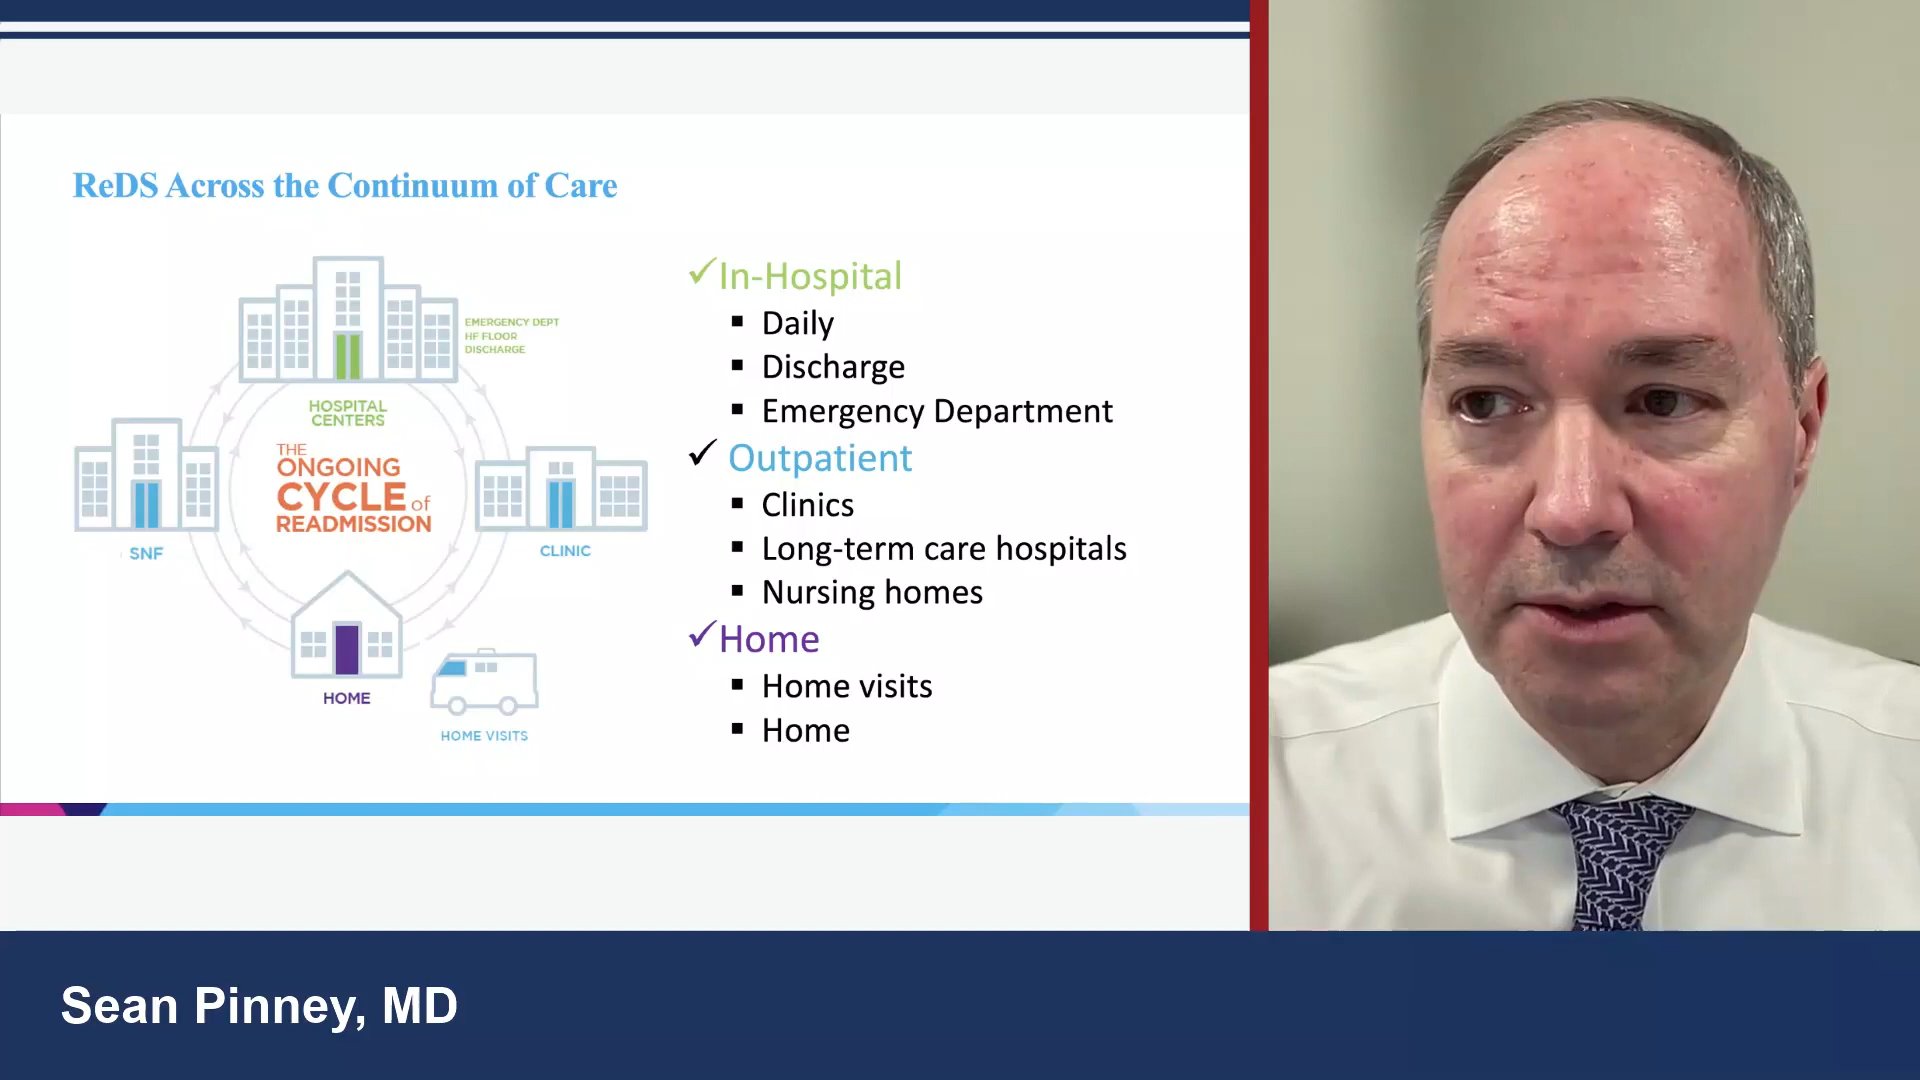 ReDS Across the Continuum of Care
EMERGENCY DEPT
HF FLOOR
DISCHARGE
HOSPITAL
CENTERS
THE
ONGOING
CYCLE of
READMISSION
SNF
CLINIC
HOME
HOME VISITS
✓In-Hospital
▪ Daily
▪ Discharge
▪ Emergency Department
✓ Outpatient
▪ Clinics
▪ Long-term care hospitals
▪ Nursing homes
✓Home
▪ Home visits
▪ Home
Sean Pinney, MD